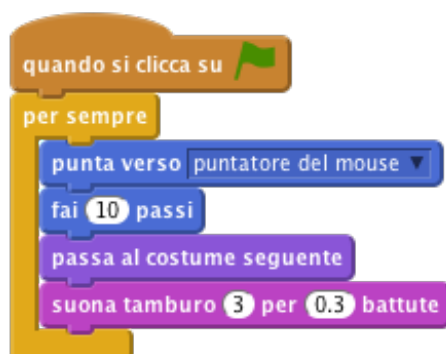 quando si clicca su
per sempre
punta verso puntatore del mouse
fai 10 passi
passa al costume seguente
suona tamburo 3 per 0.3 battute